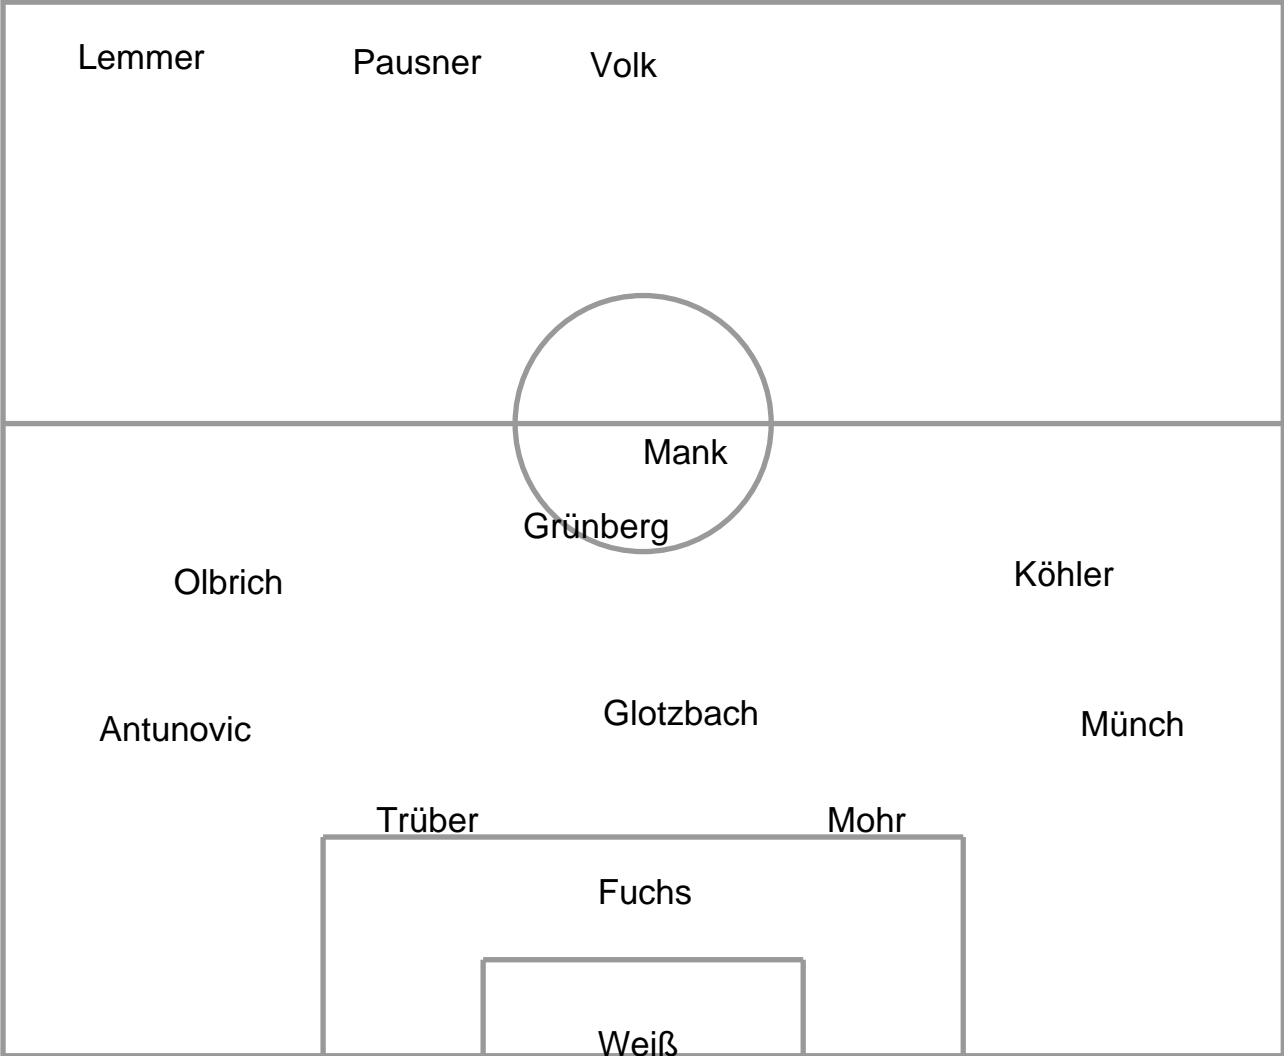 Lemmer
Pausner
Volk
Mank
Grünberg
Olbrich
Köhler
Antunovic
Glotzbach
Münch
Trüber
Mohr
Fuchs
Weiß